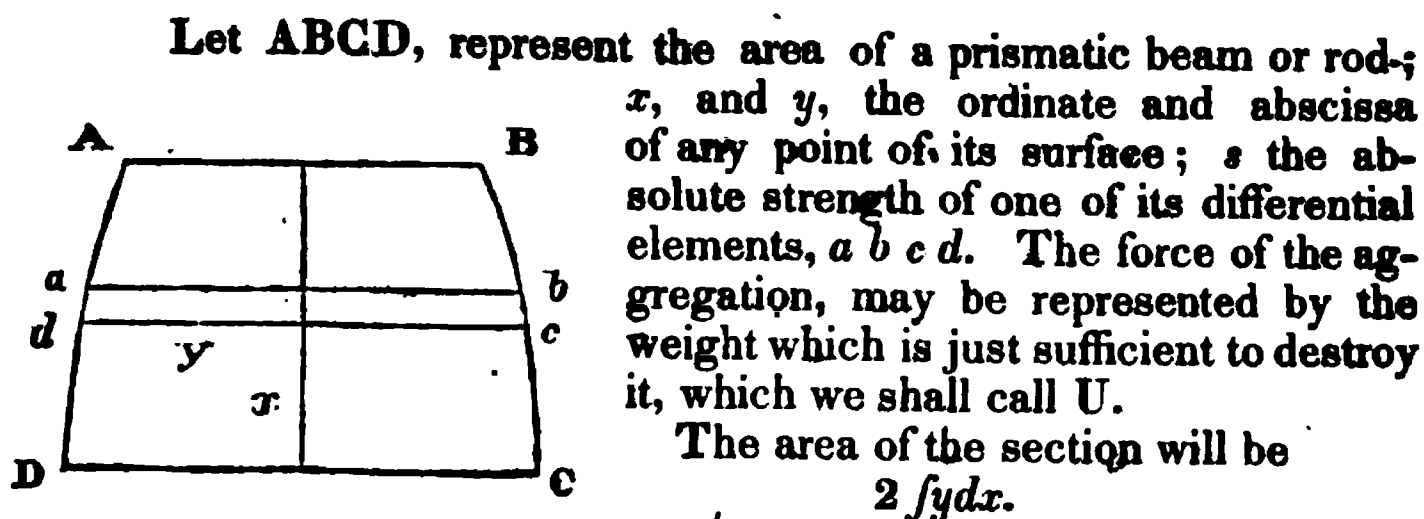 Let ABCD, represent the area of a prismatic beam or rod;
x, and y, the ordinate and abscissa
A
B
of any point of its surface; s the ab-
solute strength of one of its differential
elements, a b c d. The force of the ag-
a
b
gregation, may be represented by the
d
c
y
weight which is just sufficient to destroy
x
it, which we shall call U.
The area of the section will be
D
C
2 ∫ydx.